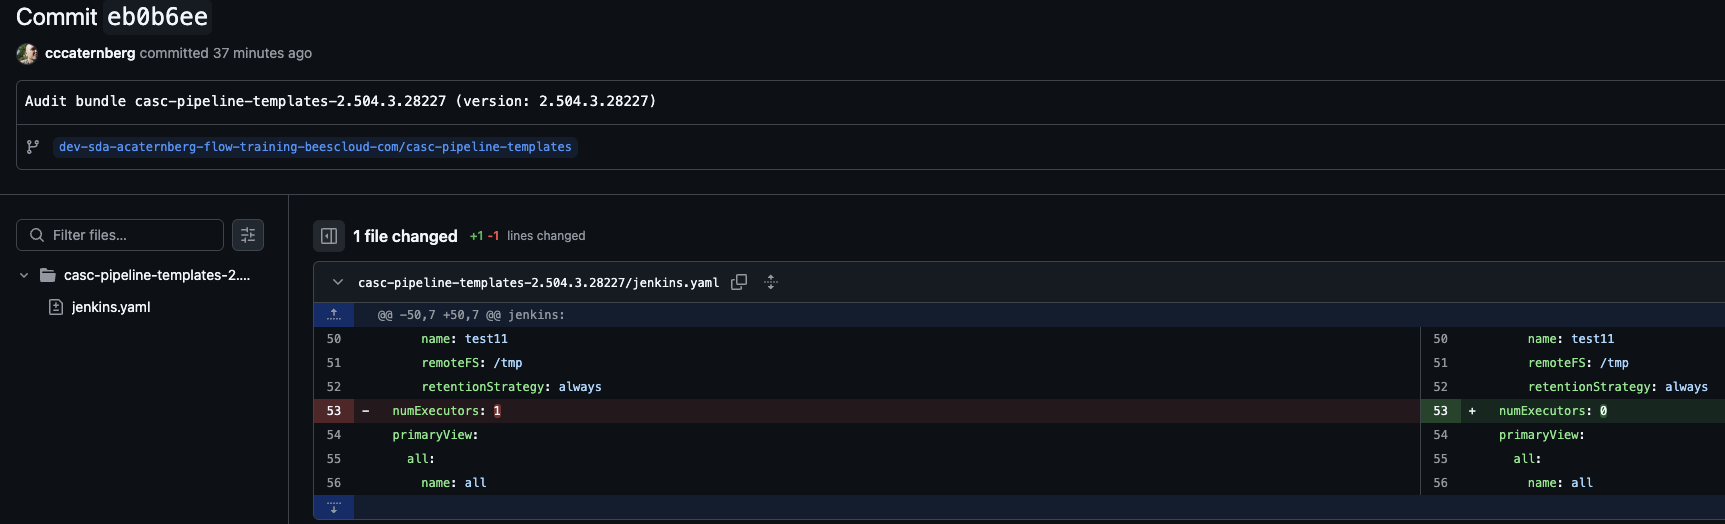 Commit eb0b6ee
cccaternberg committed 37 minutes ago
Audit bundle casc-pipeline-templates-2.504.3.28227 (version: 2.504.3.28227)
dev-sda-acaternberg-flow-training-beescloud-com/casc-pipeline-templates
Filter files...
casc-pipeline-templates-2....
jenkins.yaml
1 file changed +1 -1 lines changed
casc-pipeline-templates-2.504.3.28227/jenkins.yaml
@@ -50,7 +50,7 @@ jenkins:
50 name: test11 50 name: test11
51 remoteFS: /tmp 51 remoteFS: /tmp
52 retentionStrategy: always 52 retentionStrategy: always
53 - numExecutors: 1 53 + numExecutors: 0
54 primaryView: 54 primaryView:
55 all: 55 all:
56 name: all 56 name: all